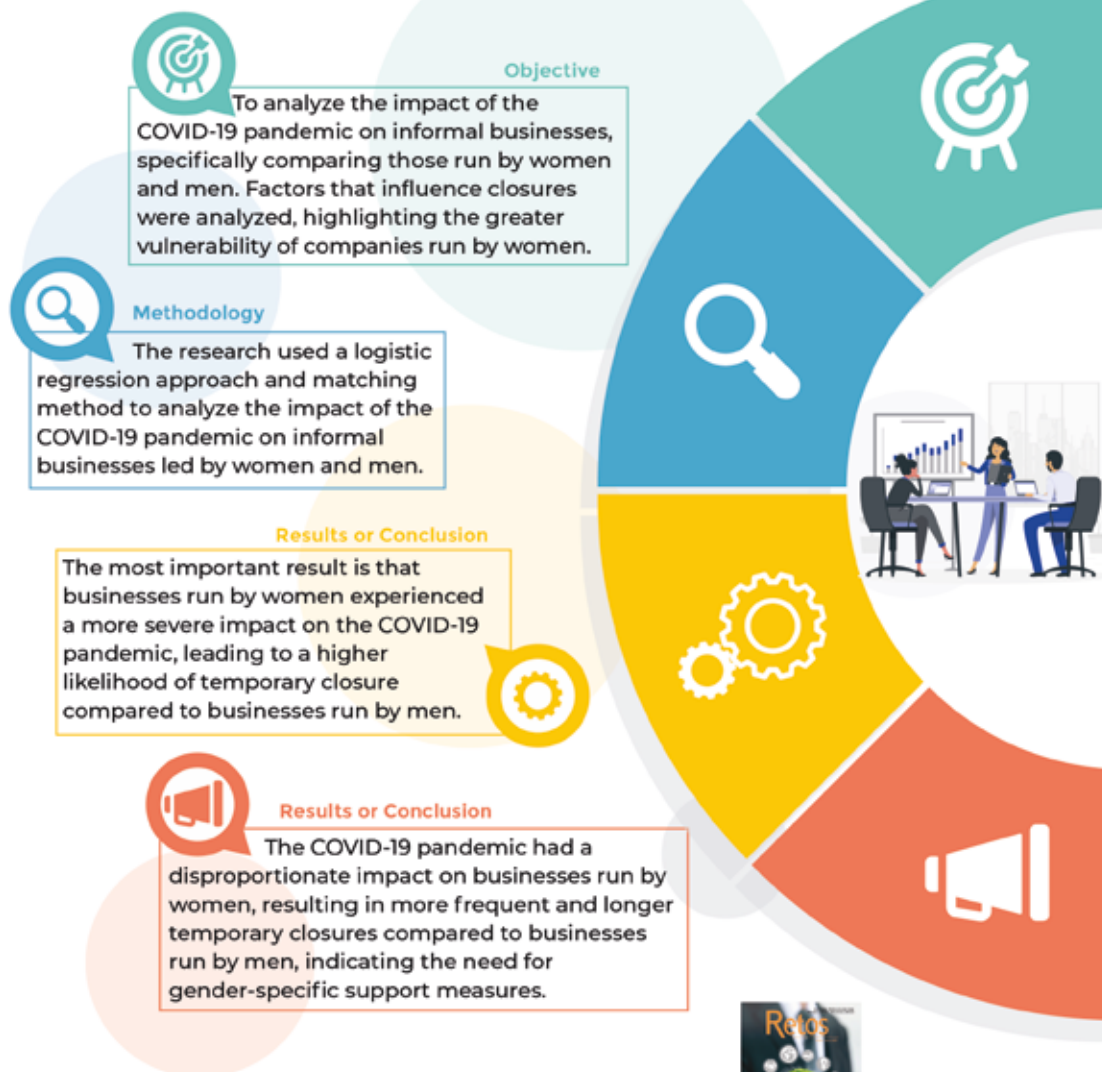 Objective
To analyze the impact of the
COVID-19 pandemic on informal businesses,
specifically comparing those run by women
and men. Factors that influence closures
were analyzed, highlighting the greater
vulnerability of companies run by women.
Methodology
The research used a logistic
regression approach and matching
method to analyze the impact of the
COVID-19 pandemic on informal
businesses led by women and men.
Results or Conclusion
The most important result is that
businesses run by women experienced
a more severe impact on the COVID-19
pandemic, leading to a higher
likelihood of temporary closure
compared to businesses run by men.
Results or Conclusion
The COVID-19 pandemic had a
disproportionate impact on businesses run by
women, resulting in more frequent and longer
temporary closures compared to businesses
run by men, indicating the need for
gender-specific support measures.
Retos